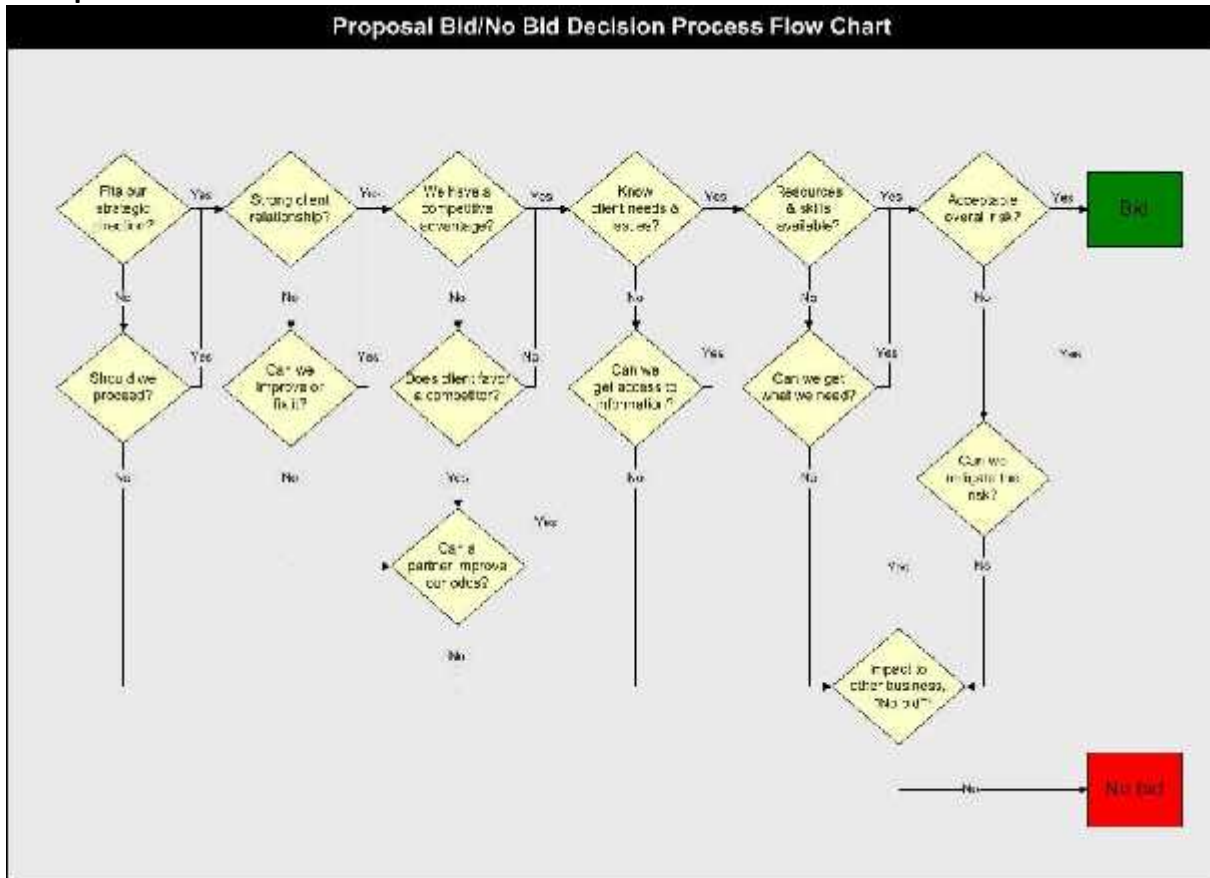 Proposal Bid/No Bid Decision Process Flow Chart
Fits our
strategic
direction?
Yes
Strong client
relationship?
Yes
We have a
competitive
advantage?
Yes
Know
client needs &
issues?
Yes
Resources
& skills
available?
Yes
Acceptable
overall risk?
Yes
Bid
No
No
No
No
No
No
Should we
proceed?
Yes
Can we
improve or
fix it?
Yes
Does client favor
a competitor?
No
Can we
get access to
information?
Yes
Can we get
what we need?
Yes
Yes
No
No
Yes
No
No
Can we
mitigate the
risk?
Yes
Can a
partner improve
our odds?
Yes
No
No
Impact to
other business,
"No bid"?
No
No bid